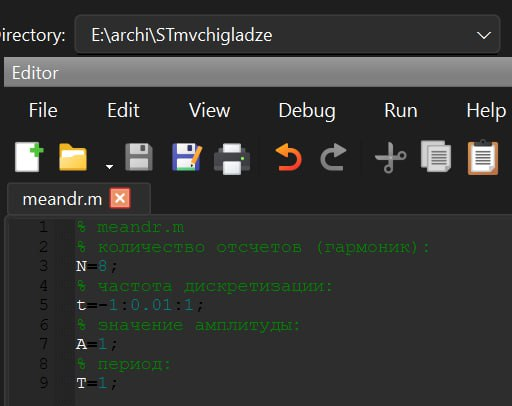 irectory: E:\archi\STmvchigladze
Editor
File Edit View Debug Run Help
meandr.m
1 % meandr.m
2 % количество отсчетов (гармоник):
3 N=8;
4 % частота дискретизации:
5 t=-1:0.01:1;
6 % значение амплитуды:
7 A=1;
8 % период:
9 T=1;